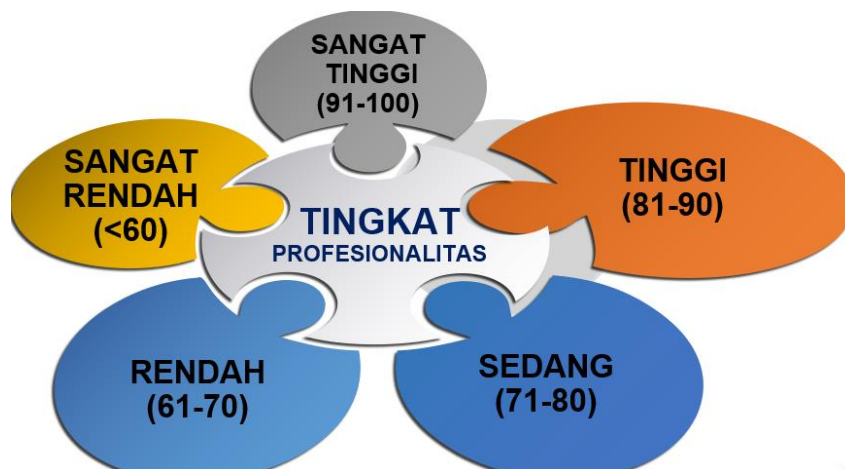 SANGAT
TINGGI
(91-100)
TINGGI
(81-90)
SEDANG
(71-80)
RENDAH
(61-70)
SANGAT
RENDAH
(<60)
TINGKAT
PROFESIONALITAS